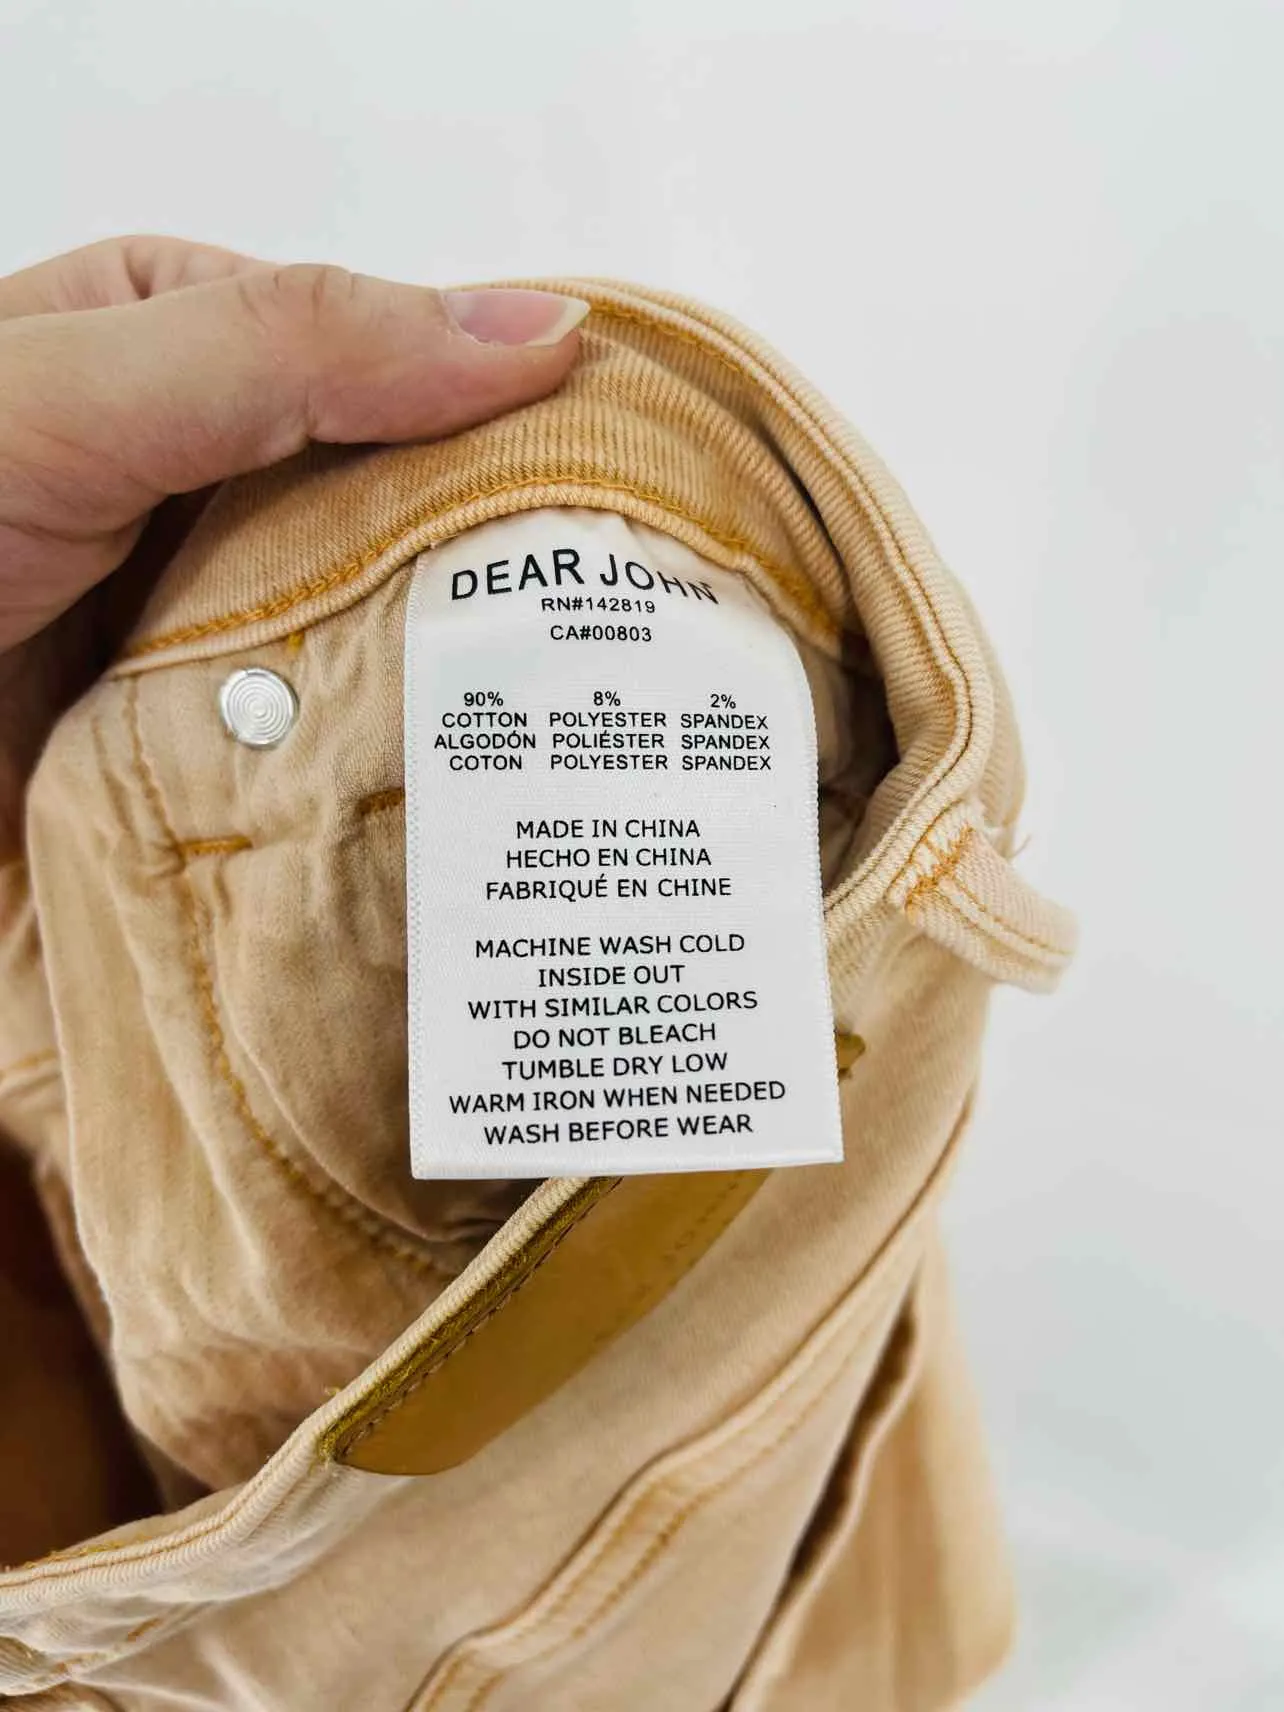 DEAR JOHN
RN#142819
CA#00803
90% 8% 2%
COTTON POLYESTER SPANDEX
ALGODÓN POLIÉSTER SPANDEX
COTON POLYESTER SPANDEX
MADE IN CHINA
HECHO EN CHINA
FABRIQUÉ EN CHINE
MACHINE WASH COLD
INSIDE OUT
WITH SIMILAR COLORS
DO NOT BLEACH
TUMBLE DRY LOW
WARM IRON WHEN NEEDED
WASH BEFORE WEAR